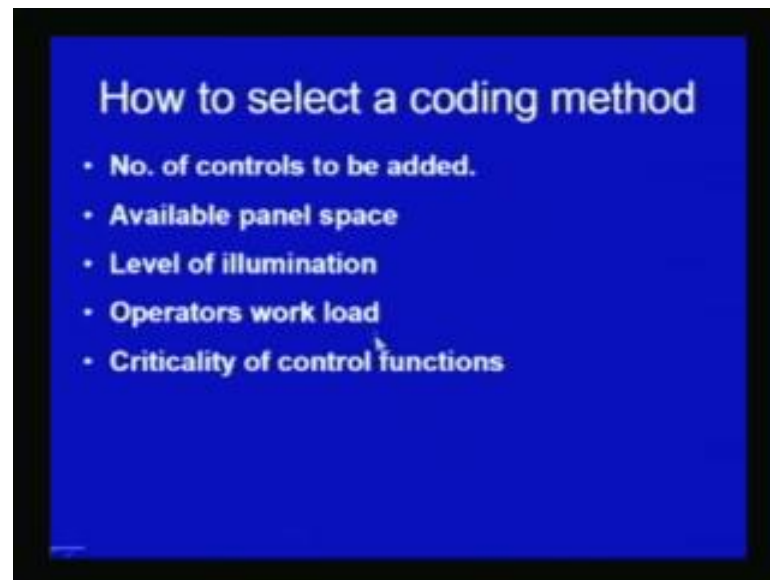 How to select a coding method
• No. of controls to be added.
• Available panel space
• Level of illumination
• Operators work load
• Criticality of control functions